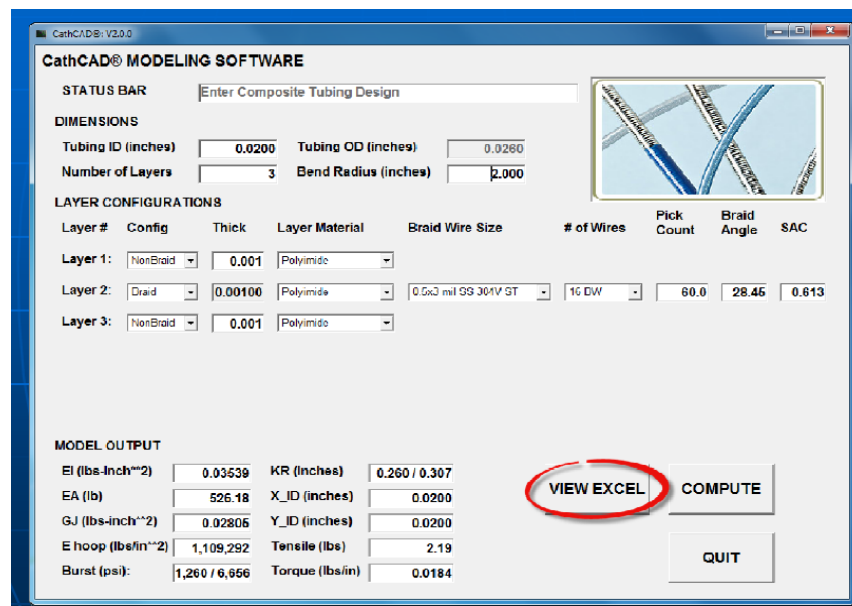 CathCAD®: V2.0.0
CathCAD® MODELING SOFTWARE
STATUS BAR Enter Composite Tubing Design
DIMENSIONS
Tubing ID (inches) 0.0200 Tubing OD (inches) 0.0260
Number of Layers 3 Bend Radius (inches) 2.000
LAYER CONFIGURATIONS
Layer # Config Thick Layer Material Braid Wire Size # of Wires Pick Count Braid Angle SAC
Layer 1: NonBraid 0.001 Polyimide
Layer 2: Braid 0.00100 Polyimide 0.5x3 mil SS 304V ST 16 BW 60.0 28.45 0.613
Layer 3: NonBraid 0.001 Polyimide
MODEL OUTPUT
EI (lbs-inch^^2) 0.03539 KR (inches) 0.260 / 0.307
EA (lb) 526.18 X_ID (inches) 0.0200
GJ (lbs-inch^^2) 0.02805 Y_ID (inches) 0.0200
E hoop (lbs/in^^2) 1,109,292 Tensile (lbs) 2.19
Burst (psi): 1,260 / 6,656 Torque (lbs/in) 0.0184
VIEW EXCEL COMPUTE
QUIT